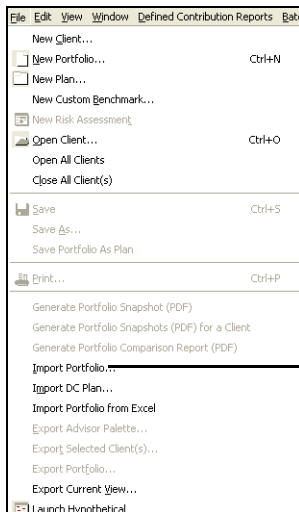 File Edit View Window Defined Contribution Reports Bat
New Client...
New Portfolio... Ctrl+N
New Plan...
New Custom Benchmark...
New Risk Assessment
Open Client... Ctrl+O
Open All Clients
Close All Client(s)
Save Ctrl+S
Save As...
Save Portfolio As Plan
Print... Ctrl+P
Generate Portfolio Snapshot (PDF)
Generate Portfolio Snapshots (PDF) for a Client
Generate Portfolio Comparison Report (PDF)
Import Portfolio...
Import DC Plan...
Import Portfolio from Excel
Export Advisor Palette...
Export Selected Client(s)...
Export Portfolio...
Export Current View...
Launch Hypothetical